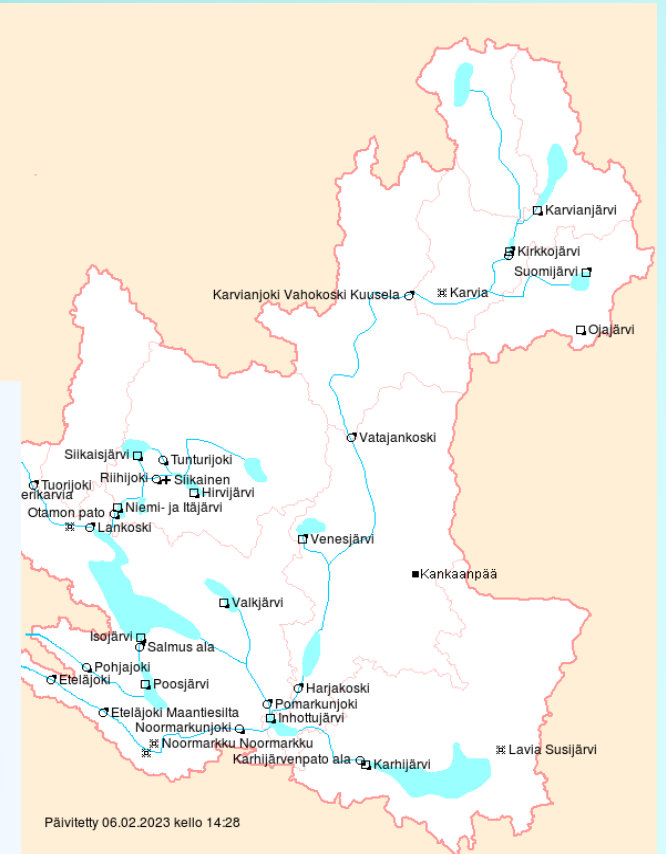 Karvianjärvi
Kirkkojärvi
Suomijärvi
Karvianjoki Vahokoski Kuusela
Karvia
Ojajärvi
Vatajankoski
Siikaisjärvi
Tunturijoki
Riihijoki
Siikainen
Tuorijoki
Hirvijärvi
erikarvia
Niemi- ja Itäjärvi
Otamon pato
Lankoski
Venesjärvi
Kankaanpää
Valkjärvi
Isojärvi
Salmus ala
Pohjajoki
Eteläjoki
Poosjärvi
Harjakoski
Pomarkunjoki
Eteläjoki Maantiesilta
Inhottujärvi
Noormarkunjoki
Noormarkku Noormarkku
Lavia Susijärvi
Karhijärvenpato ala
Karhijärvi
Päivitetty 06.02.2023 kello 14:28